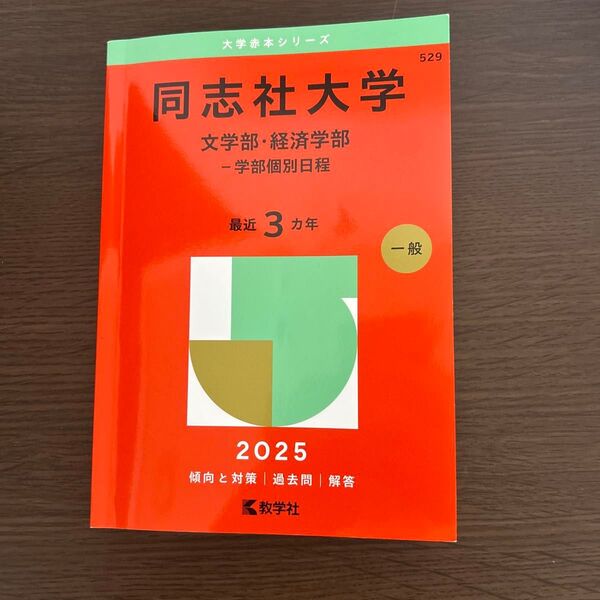 大学赤本シリーズ
529
同志社大学
文学部・経済学部
－学部個別日程
最近3カ年
一般
2025
傾向と対策｜過去問｜解答
教学社